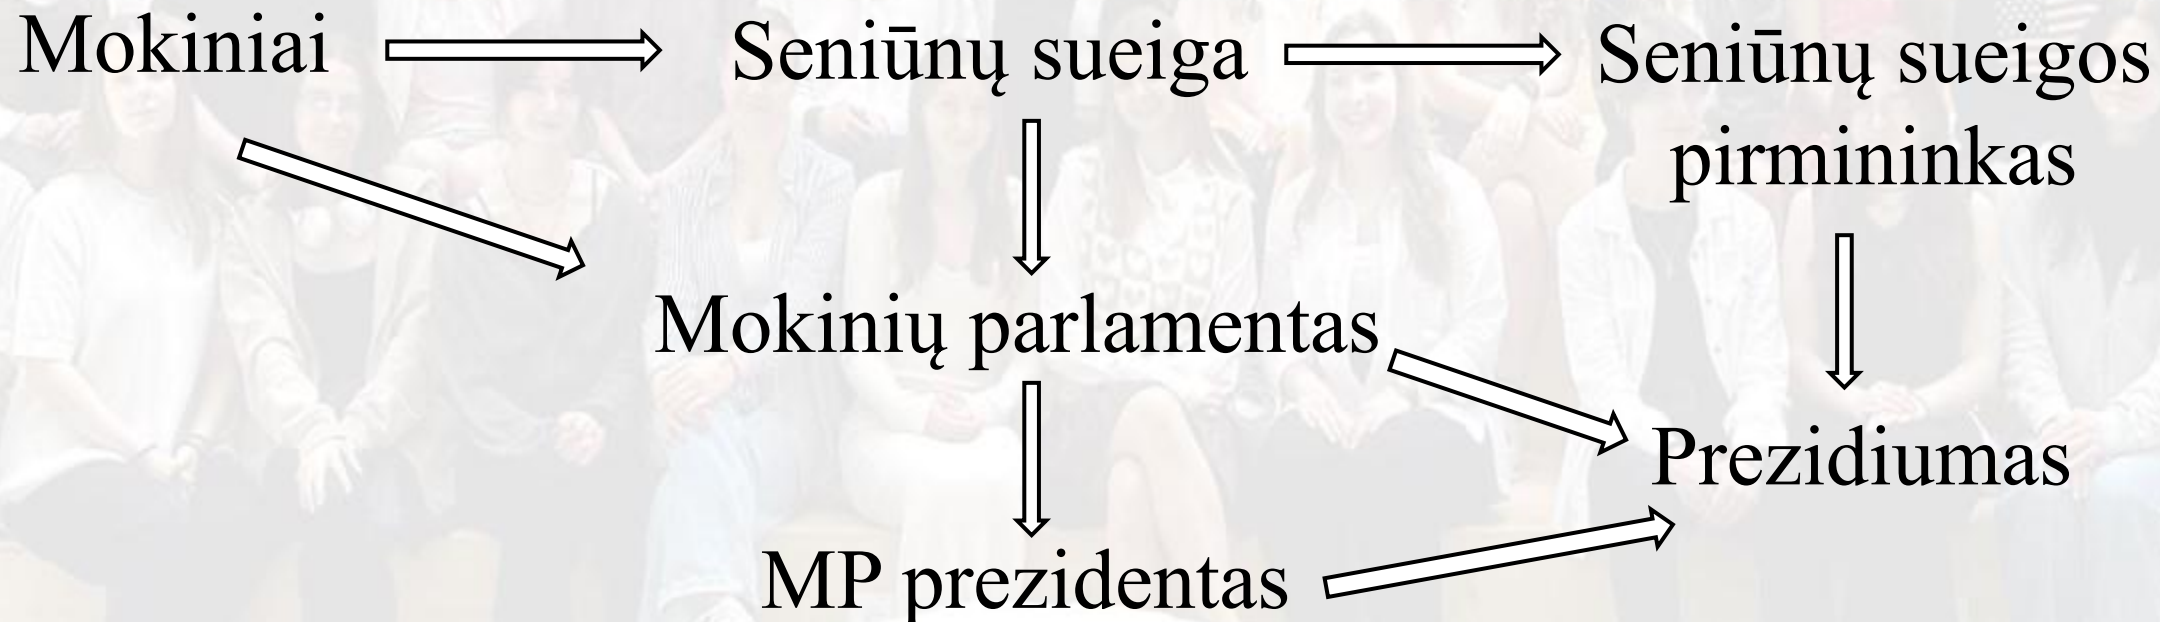 Mokiniai
Seniūnų sueiga
Seniūnų sueigos
pirmininkas
Mokinių parlamentas
Prezidiumas
MP prezidentas